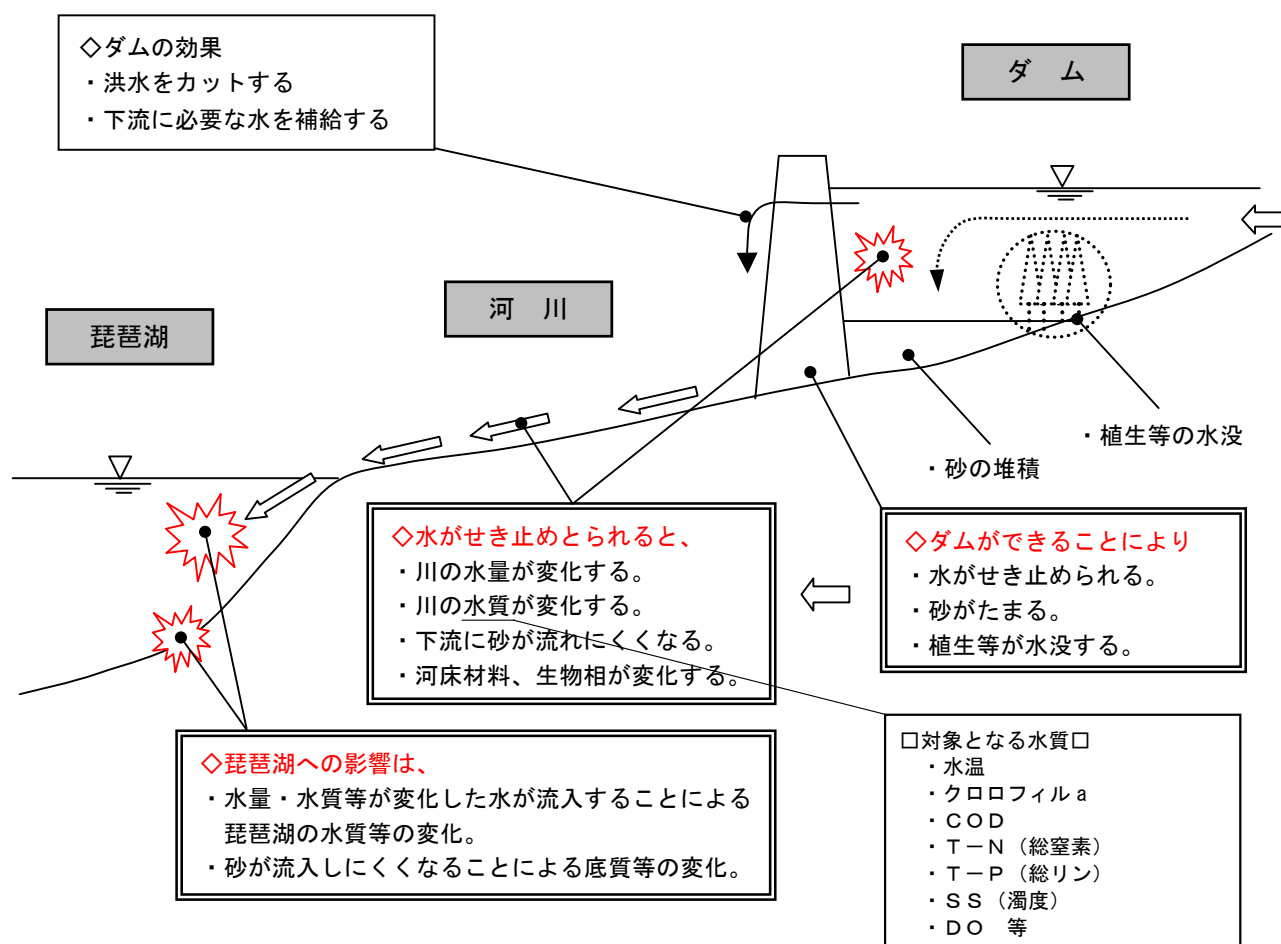 ◇ダムの効果
・洪水をカットする
・下流に必要な水を補給する
ダ ム
河 川
琵琶湖
・植生等の水没
・砂の堆積
◇水がせき止めとられると、
・川の水量が変化する。
・川の水質が変化する。
・下流に砂が流れにくくなる。
・河床材料、生物相が変化する。
◇ダムができることにより
・水がせき止められる。
・砂がたまる。
・植生等が水没する。
◇琵琶湖への影響は、
・水量・水質等が変化した水が流入することによる
琵琶湖の水質等の変化。
・砂が流入しにくくなることによる底質等の変化。
□対象となる水質□
・水温
・クロロフィルa
・ＣＯＤ
・Ｔ－Ｎ（総窒素）
・Ｔ－Ｐ（総リン）
・ＳＳ（濁度）
・ＤＯ 等